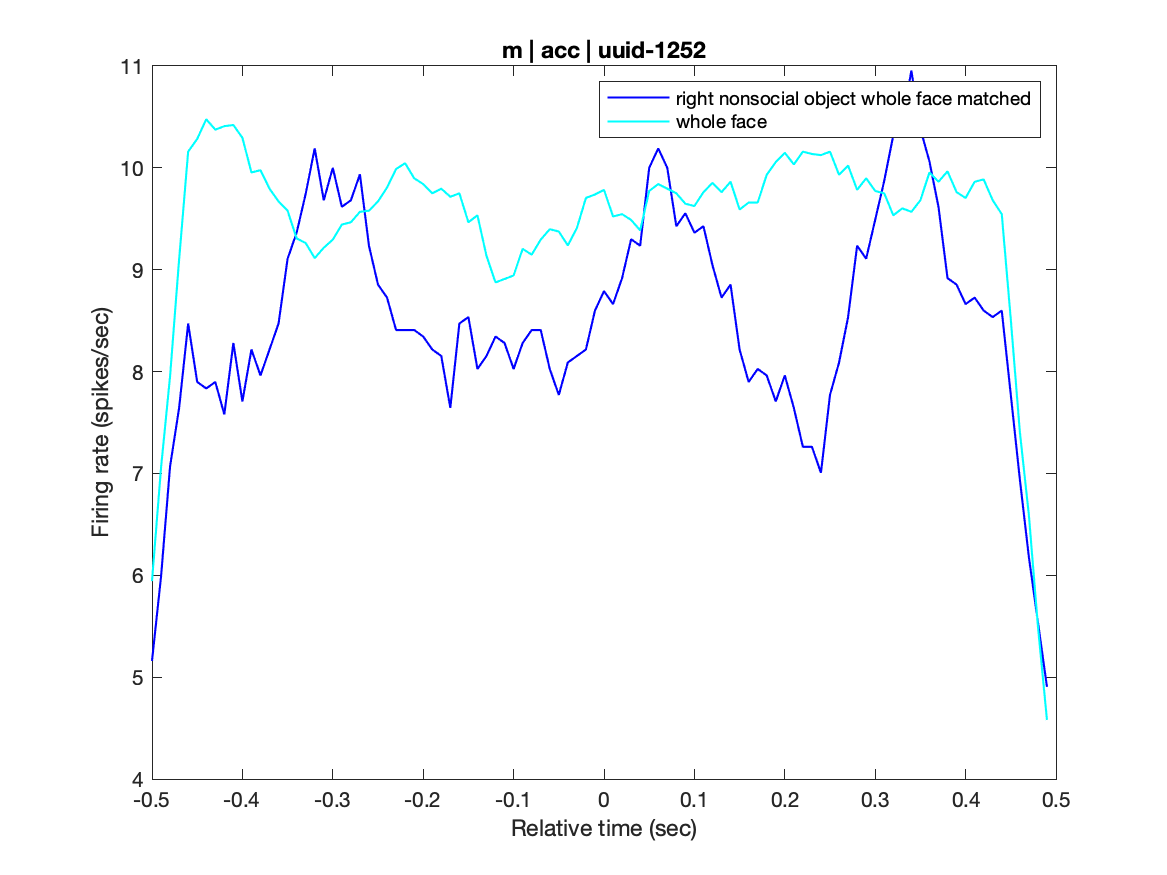 m | acc | uuid-1252
right nonsocial object whole face matched
whole face
11
10
9
8
7
6
5
4
Firing rate (spikes/sec)
-0.5 -0.4 -0.3 -0.2 -0.1 0 0.1 0.2 0.3 0.4 0.5
Relative time (sec)